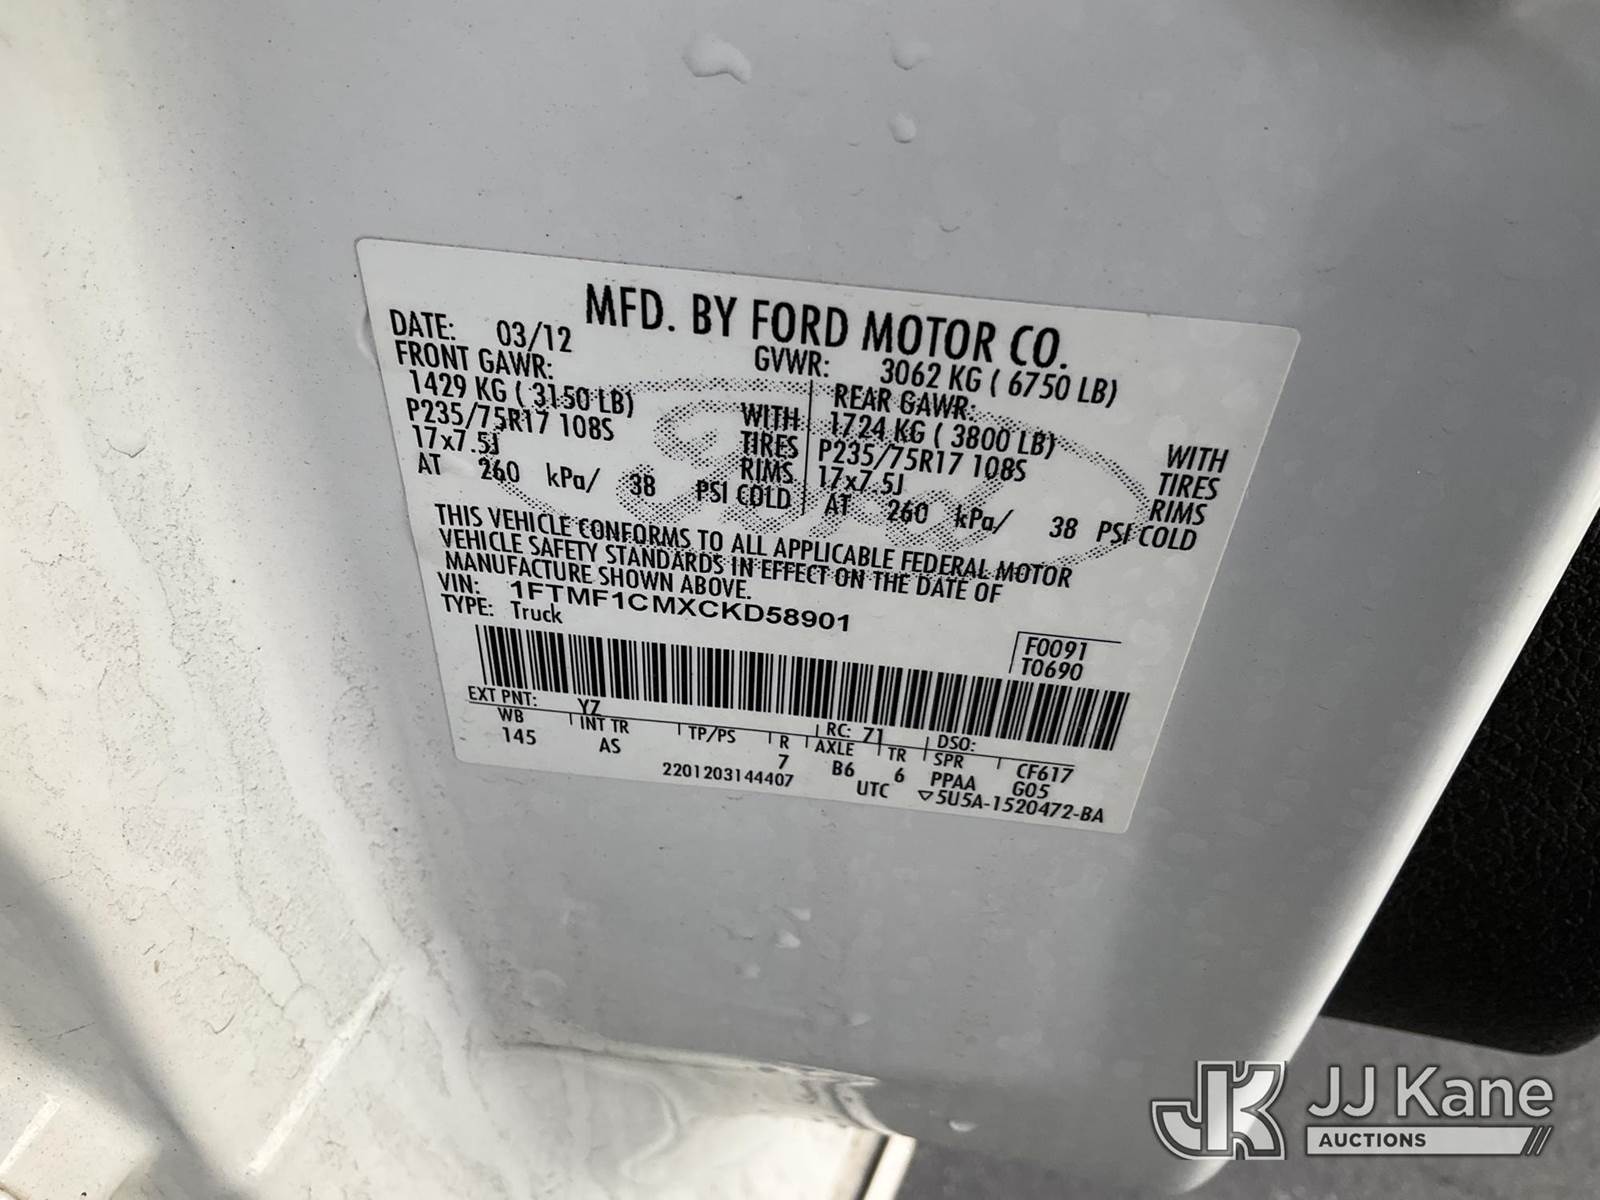 MFD. BY FORD MOTOR CO.
DATE: 03/12 GVWR: 3062 KG ( 6750 LB)
FRONT GAWR: REAR GAWR:
1429 KG ( 3150 LB) WITH 1724 KG ( 3800 LB) WITH
P235/75R17 108S TIRES P235/75R17 108S TIRES
17x7.5J RIMS 17x7.5J RIMS
AT 260 kPa/ 38 PSI COLD AT 260 kPa/ 38 PSI COLD
THIS VEHICLE CONFORMS TO ALL APPLICABLE FEDERAL MOTOR
VEHICLE SAFETY STANDARDS IN EFFECT ON THE DATE OF
MANUFACTURE SHOWN ABOVE.
VIN: 1FTMF1CMXCKD58901
TYPE: Truck
F0091
T0690
EXT PNT: YZ RC: 71 DSO:
WB INT TR TP/PS R AXLE TR SPR CF617
145 AS 7 B6 6 PPAA G05
2201203144407 UTC ▽5U5A-1520472-BA
Ford
JK JJ Kane
AUCTIONS